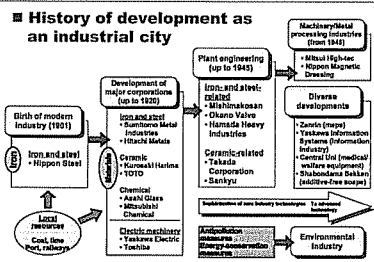 ■ History of development as
an industrial city
Birth of modern
industry (1901)
Iron
Iron and steel
• Nippon Steel
Local
resources
Coal, lime
Port, railways
Development of
major corporations
(up to 1920)
Materials
Iron and steel
• Sumitomo Metal
Industries
• Hitachi Metals
Ceramic
• Kurosaki Harima
• TOTO
Chemical
• Asahi Glass
• Mitsubishi
Chemical
Electric machinery
• Yaskawa Electric
• Toshiba
Plant engineering
(up to 1945)
Iron- and steel-
related
• Mishimakosan
• Okano Valve
• Hamada Heavy
Industries
Ceramic-related
• Takada
Corporation
• Sankyu
Machinery/Metal
processing industries
(from 1945)
• Mitsui High-tec
• Nippon Magnetic
Dressing
Diverse
developments
• Zenrin (maps)
• Yaskawa Information
Systems (information
industry)
• Central Uni (medical/
welfare equipment)
• Shabondama Sekken
(additive-free soaps)
Sophistication of core industry technologies
To advanced
technology
Antipollution
measures
Energy-conservation
measures
Environmental
industry